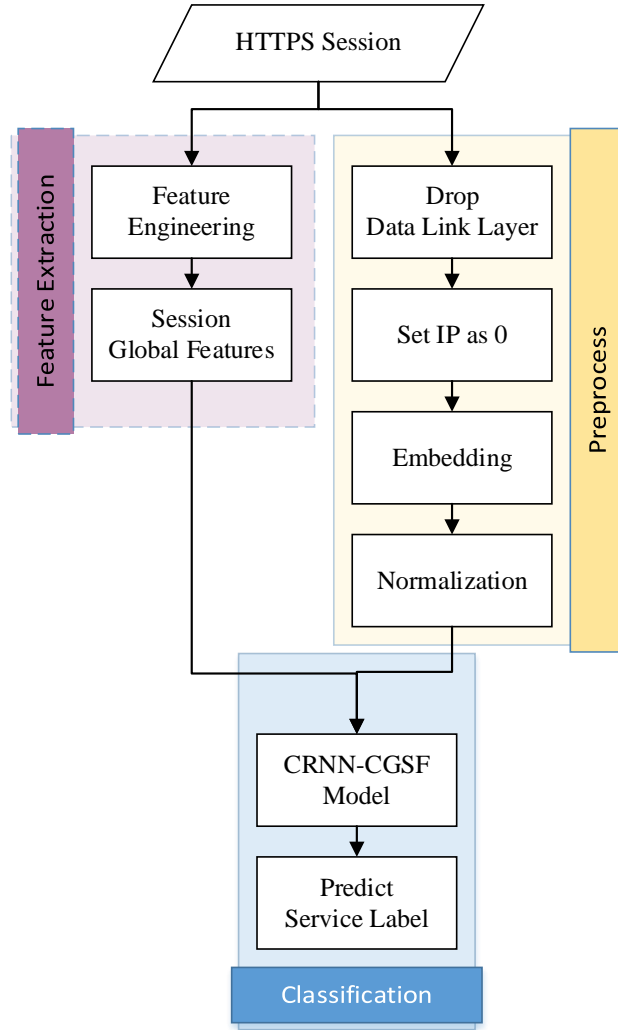 HTTPS Session
Feature Extraction
Feature
Engineering
Session
Global Features
Drop
Data Link Layer
Set IP as 0
Embedding
Normalization
Preprocess
CRNN-CGSF
Model
Predict
Service Label
Classification